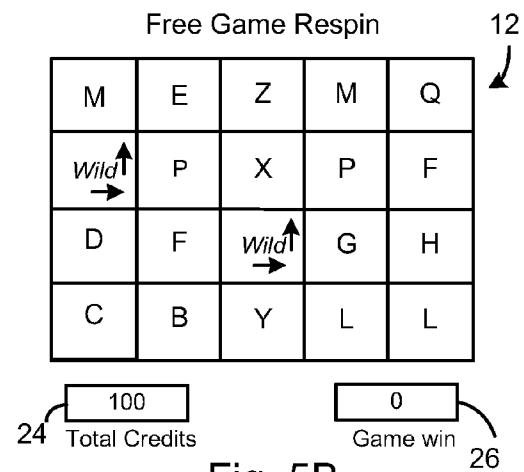 Free Game Respin
12
M E Z M Q
Wild P X P F
D F Wild G H
C B Y L L
100 0
24 Total Credits Game win 26
Fig. 5B